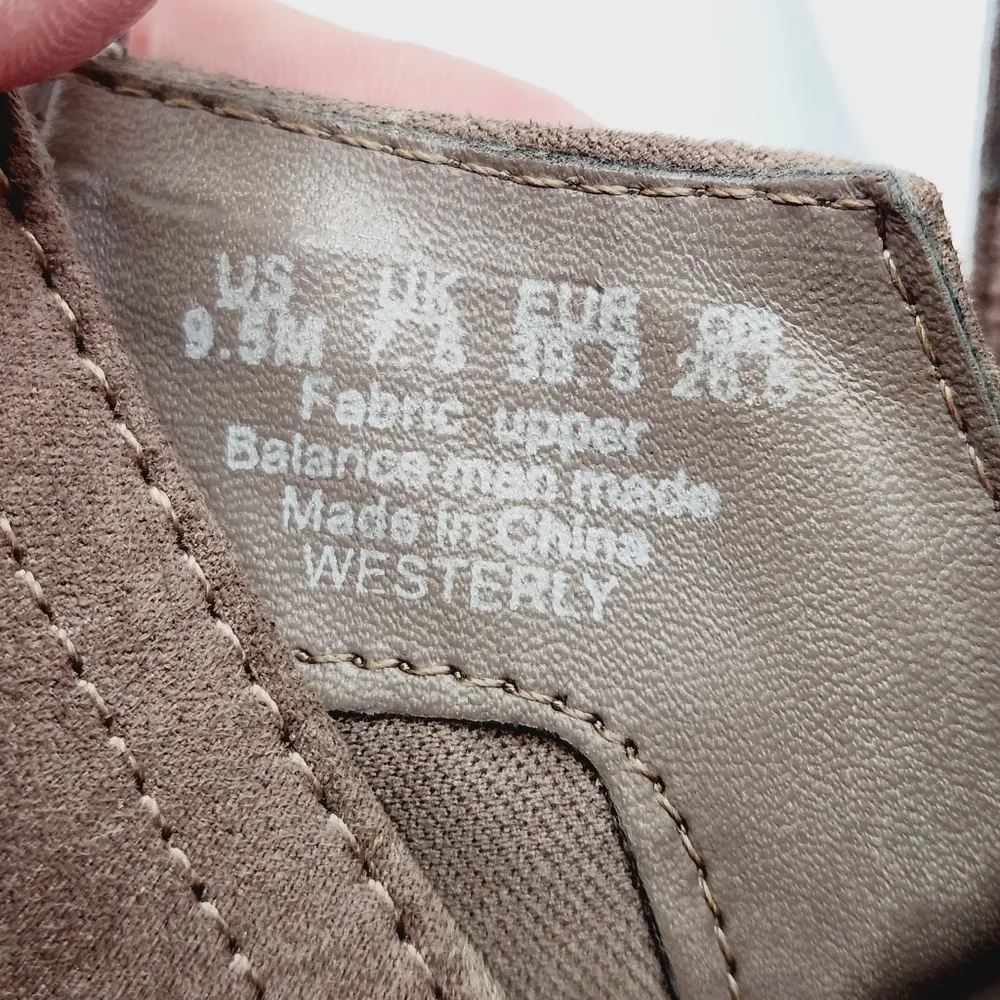 US UK EUR cm
9.5M 7.5 39.5 26.5
Fabric upper
Balance man made
Made in China
WESTERLY